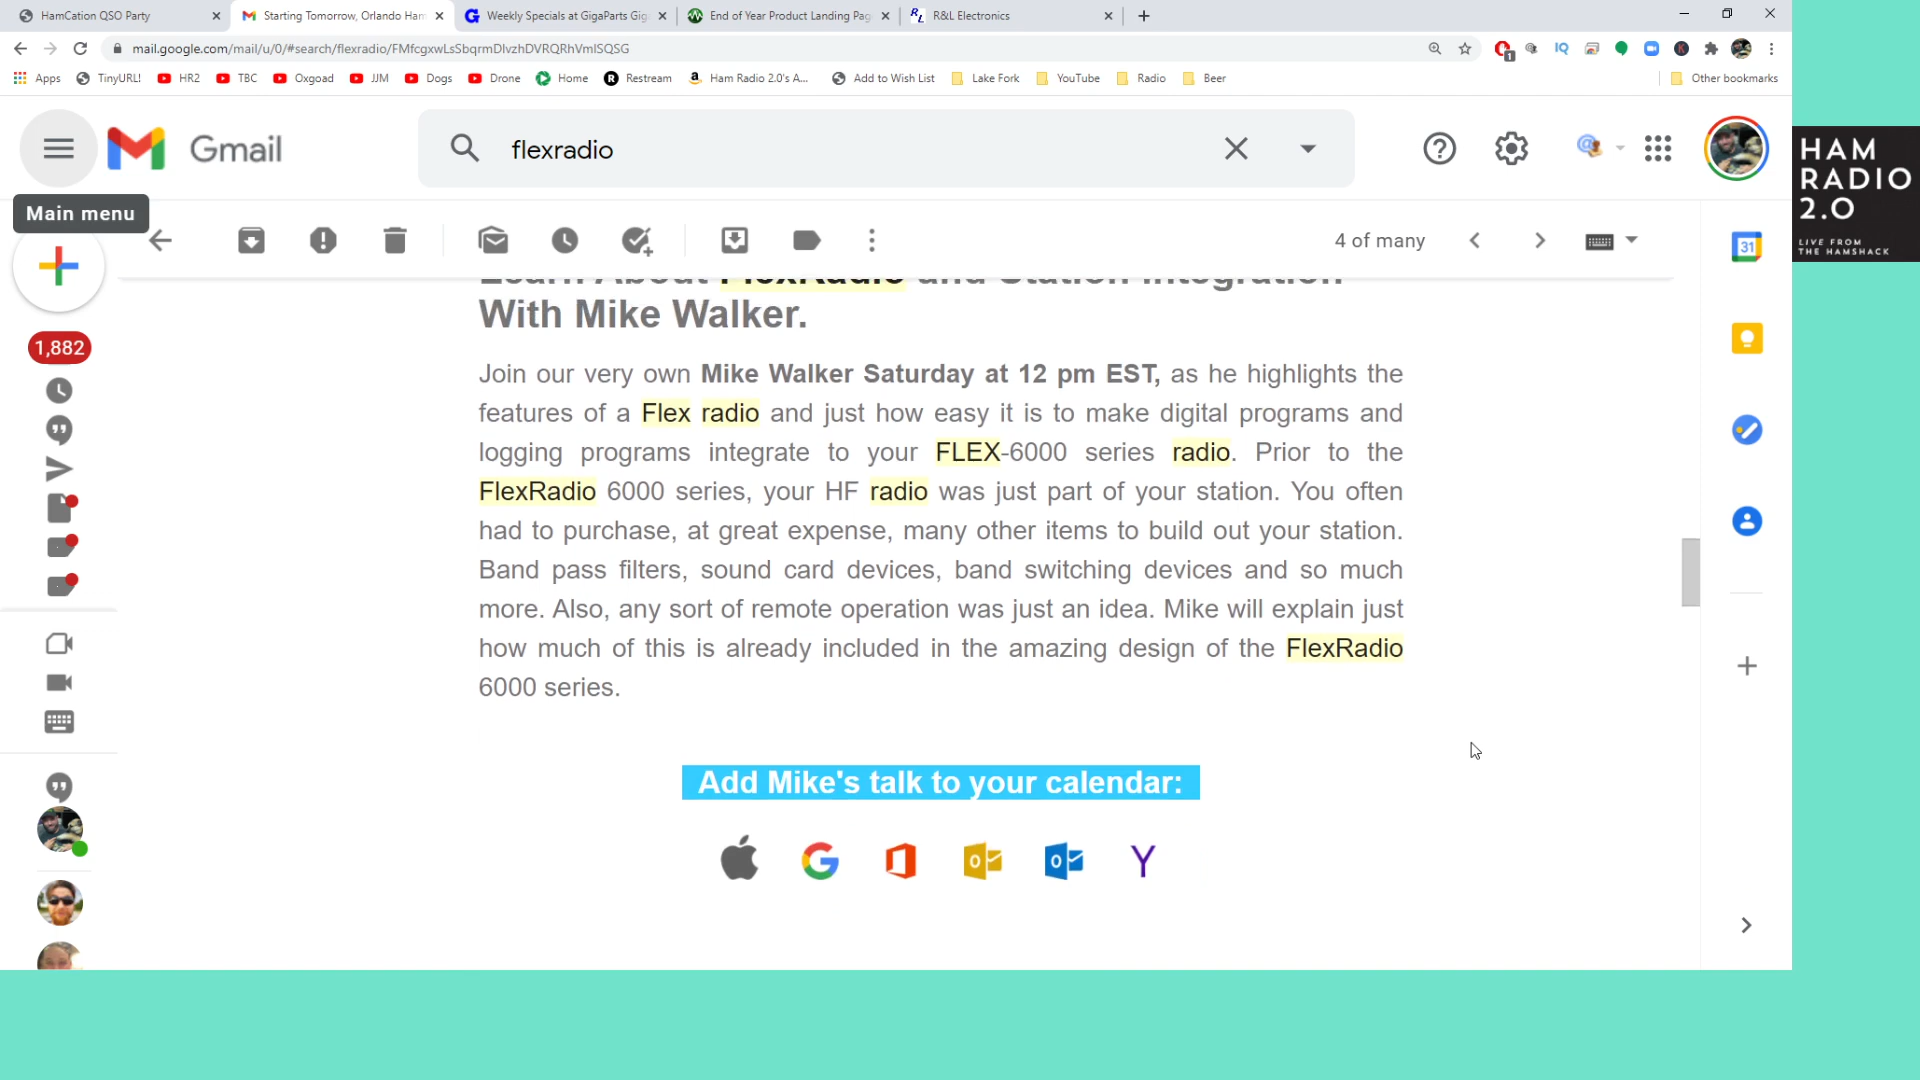 HamCation QSO Party
Starting Tomorrow, Orlando Ham
Weekly Specials at GigaParts Gig
End of Year Product Landing Pag
R&L Electronics
mail.google.com/mail/u/0/#search/flexradio/FMfcgxwLsSbqrmDlvzhDVRQRhVmlSQSG
Apps
TinyURL!
HR2
TBC
Oxgoad
JJM
Dogs
Drone
Home
Restream
Ham Radio 2.0's A...
Add to Wish List
Lake Fork
YouTube
Radio
Beer
Other bookmarks
Gmail
flexradio
HAM
RADIO
2.0
LIVE FROM
THE HAMSHACK
Main menu
4 of many
31
Learn About FlexRadio and Station Integration
With Mike Walker.
1,882
Join our very own Mike Walker Saturday at 12 pm EST, as he highlights the
features of a Flex radio and just how easy it is to make digital programs and
logging programs integrate to your FLEX-6000 series radio. Prior to the
FlexRadio 6000 series, your HF radio was just part of your station. You often
had to purchase, at great expense, many other items to build out your station.
Band pass filters, sound card devices, band switching devices and so much
more. Also, any sort of remote operation was just an idea. Mike will explain just
how much of this is already included in the amazing design of the FlexRadio
6000 series.
Add Mike's talk to your calendar: